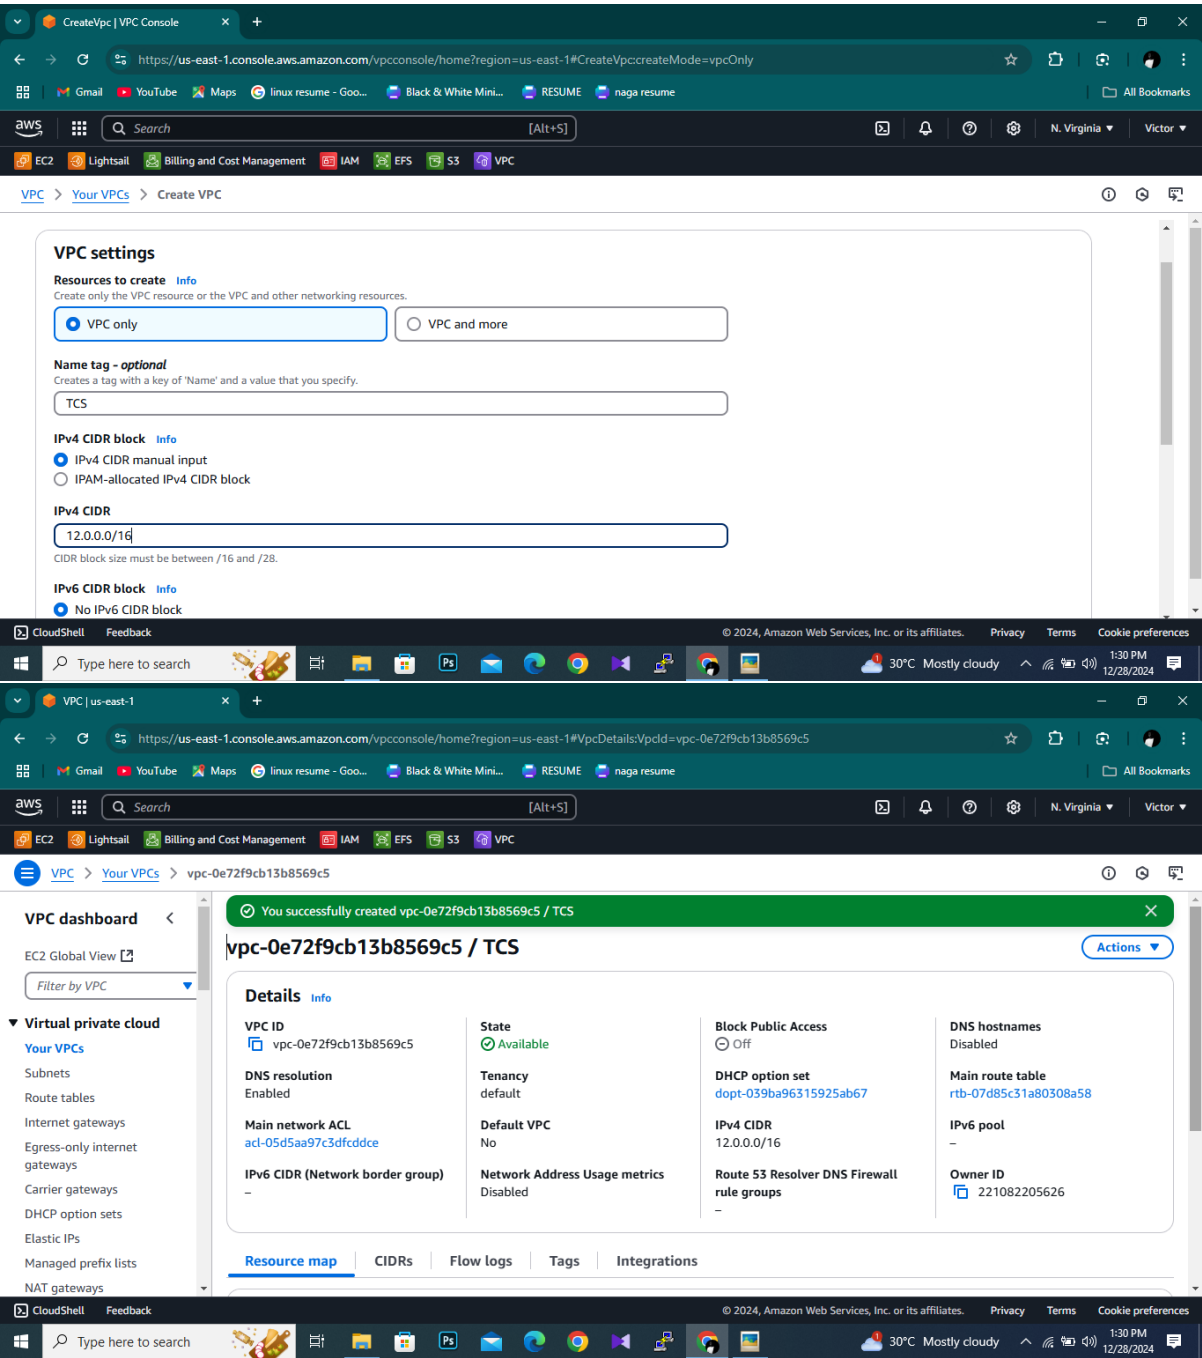 CreateVpc | VPC Console
https://us-east-1.console.aws.amazon.com/vpcconsole/home?region=us-east-1#CreateVpc:createMode=vpcOnly
Gmail YouTube Maps linux resume - Goo... Black & White Mini... RESUME naga resume All Bookmarks
aws Search [Alt+S] N. Virginia Victor
EC2 Lightsail Billing and Cost Management IAM EFS S3 VPC
VPC > Your VPCs > Create VPC
VPC settings
Resources to create Info
Create only the VPC resource or the VPC and other networking resources.
VPC only VPC and more
Name tag - optional
Creates a tag with a key of 'Name' and a value that you specify.
TCS
IPv4 CIDR block Info
IPv4 CIDR manual input
IPAM-allocated IPv4 CIDR block
IPv4 CIDR
12.0.0.0/16
CIDR block size must be between /16 and /28.
IPv6 CIDR block Info
No IPv6 CIDR block
CloudShell Feedback © 2024, Amazon Web Services, Inc. or its affiliates. Privacy Terms Cookie preferences
Type here to search Ps 1 30°C Mostly cloudy 1:30 PM
12/28/2024
VPC | us-east-1
https://us-east-1.console.aws.amazon.com/vpcconsole/home?region=us-east-1#VpcDetails:VpcId=vpc-0e72f9cb13b8569c5
Gmail YouTube Maps linux resume - Goo... Black & White Mini... RESUME naga resume All Bookmarks
aws Search [Alt+S] N. Virginia Victor
EC2 Lightsail Billing and Cost Management IAM EFS S3 VPC
VPC > Your VPCs > vpc-0e72f9cb13b8569c5
VPC dashboard
EC2 Global View
Filter by VPC
Virtual private cloud
Your VPCs
Subnets
Route tables
Internet gateways
Egress-only internet
gateways
Carrier gateways
DHCP option sets
Elastic IPs
Managed prefix lists
NAT gateways
You successfully created vpc-0e72f9cb13b8569c5 / TCS
vpc-0e72f9cb13b8569c5 / TCS Actions
Details Info
VPC ID
vpc-0e72f9cb13b8569c5
State
Available
Block Public Access
Off
DNS hostnames
Disabled
DNS resolution
Enabled
Tenancy
default
DHCP option set
dopt-039ba96315925ab67
Main route table
rtb-07d85c31a80308a58
Main network ACL
acl-05d5aa97c3dfcddce
Default VPC
No
IPv4 CIDR
12.0.0.0/16
IPv6 pool
–
IPv6 CIDR (Network border group)
–
Network Address Usage metrics
Disabled
Route 53 Resolver DNS Firewall
rule groups
–
Owner ID
221082205626
Resource map CIDRs Flow logs Tags Integrations
CloudShell Feedback © 2024, Amazon Web Services, Inc. or its affiliates. Privacy Terms Cookie preferences
Type here to search Ps 1 30°C Mostly cloudy 1:30 PM
12/28/2024